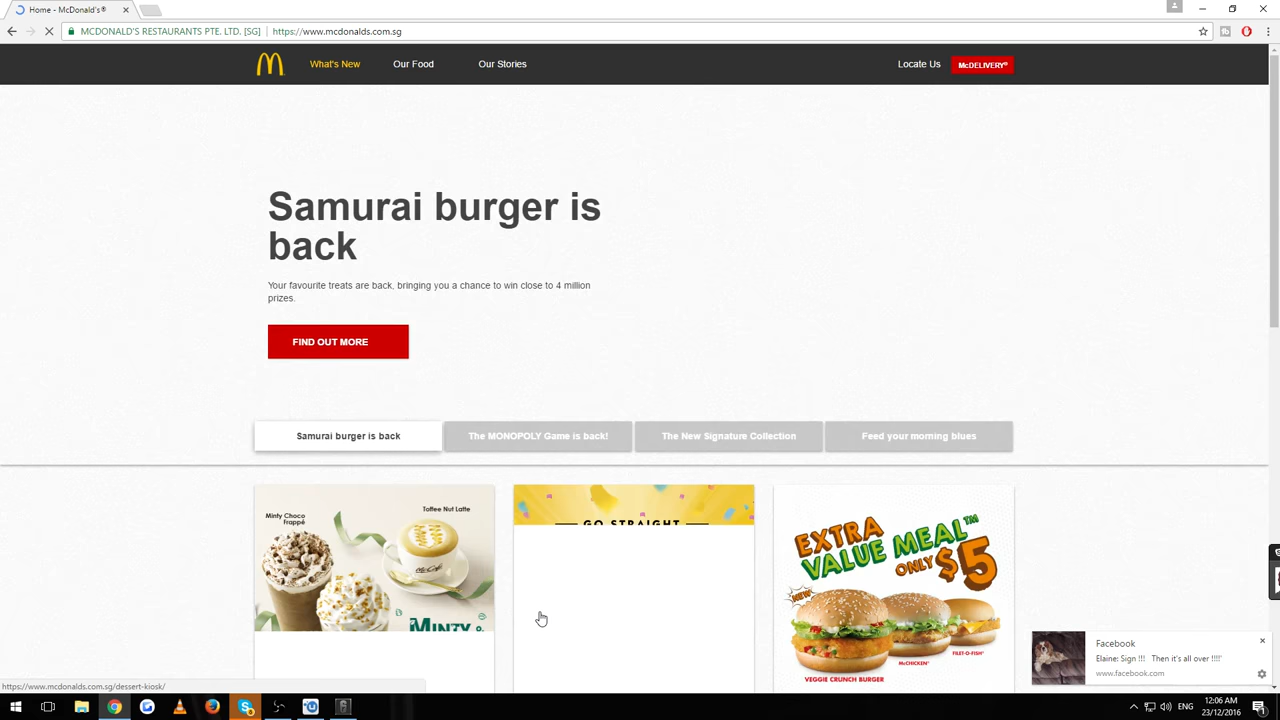 Home - McDonald's®
MCDONALD'S RESTAURANTS PTE. LTD. [SG]
https://www.mcdonalds.com.sg
What's New
Our Food
Our Stories
Locate Us
McDELIVERY®
Samurai burger is
back
Your favourite treats are back, bringing you a chance to win close to 4 million
prizes.
FIND OUT MORE
Samurai burger is back
The MONOPOLY Game is back!
The New Signature Collection
Feed your morning blues
Toffee Nut Latte
Minty Choco
Frappé
McCafé
MINTY &
GO STRAIGHT
EXTRA
VALUE MEAL™
ONLY $5
NEW
FILET-O-FISH®
McCHICKEN®
VEGGIE CRUNCH BURGER
Facebook
Elaine: Sign !!! Then it's all over !!!!'
www.facebook.com
https://www.mcdonalds.com.sg/dessert-kiosk/
ENG
12:06 AM
23/12/2016